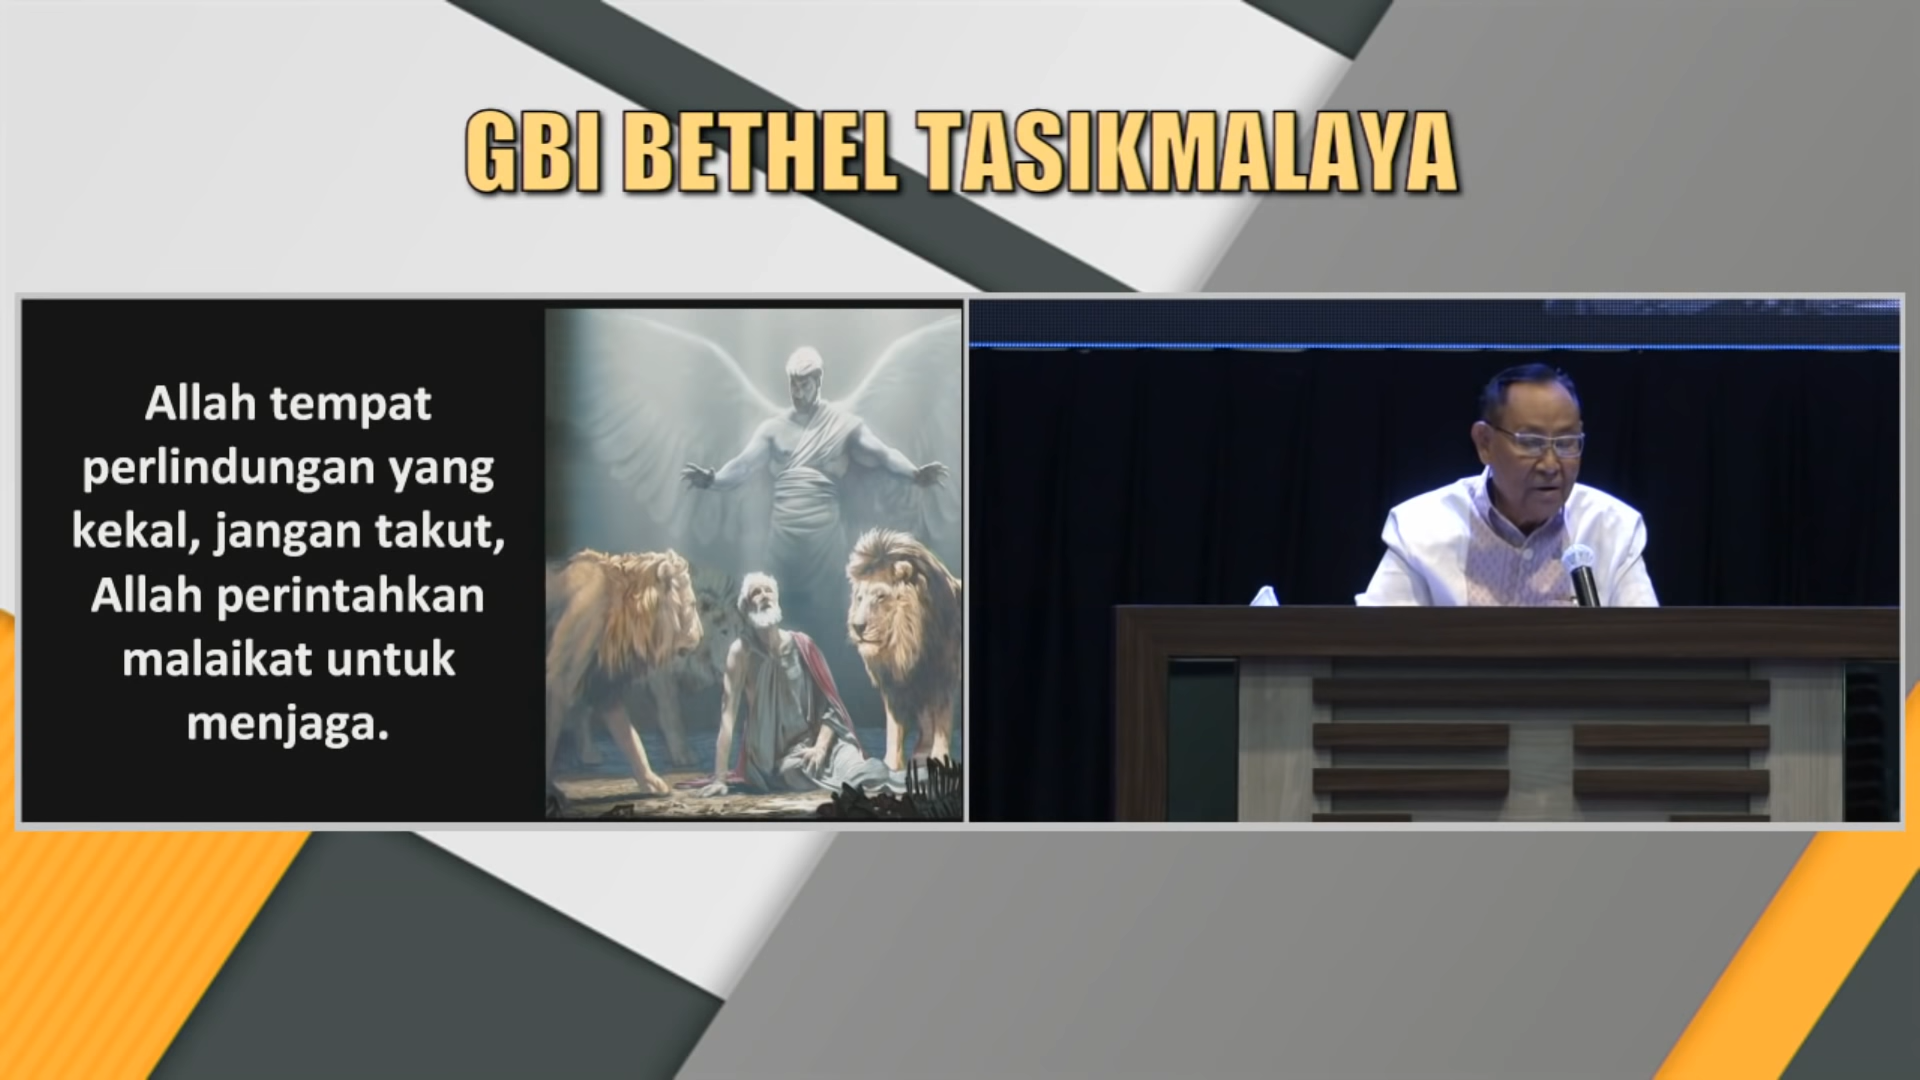 GBI BETHEL TASIKMALAYA
Allah tempat
perlindungan yang
kekal, jangan takut,
Allah perintahkan
malaikat untuk
menjaga.